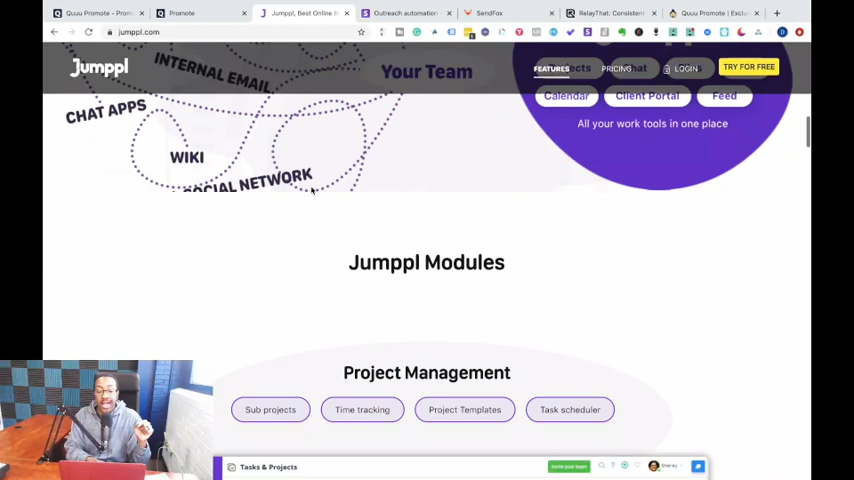 Quuu Promote - Prom
Promote
Jumppl, Best Online B
Outreach automation
SendFox
RelayThat: Consistent
Quuu Promote | Exclus
jumppl.com
Jumppl
FEATURES
PRICING
LOGIN
TRY FOR FREE
INTERNAL EMAIL
Your Team
CHAT APPS
Calendar
Client Portal
Feed
WIKI
All your work tools in one place
SOCIAL NETWORK
Jumppl Modules
Project Management
Sub projects
Time tracking
Project Templates
Task scheduler
Tasks & Projects
Invite your team